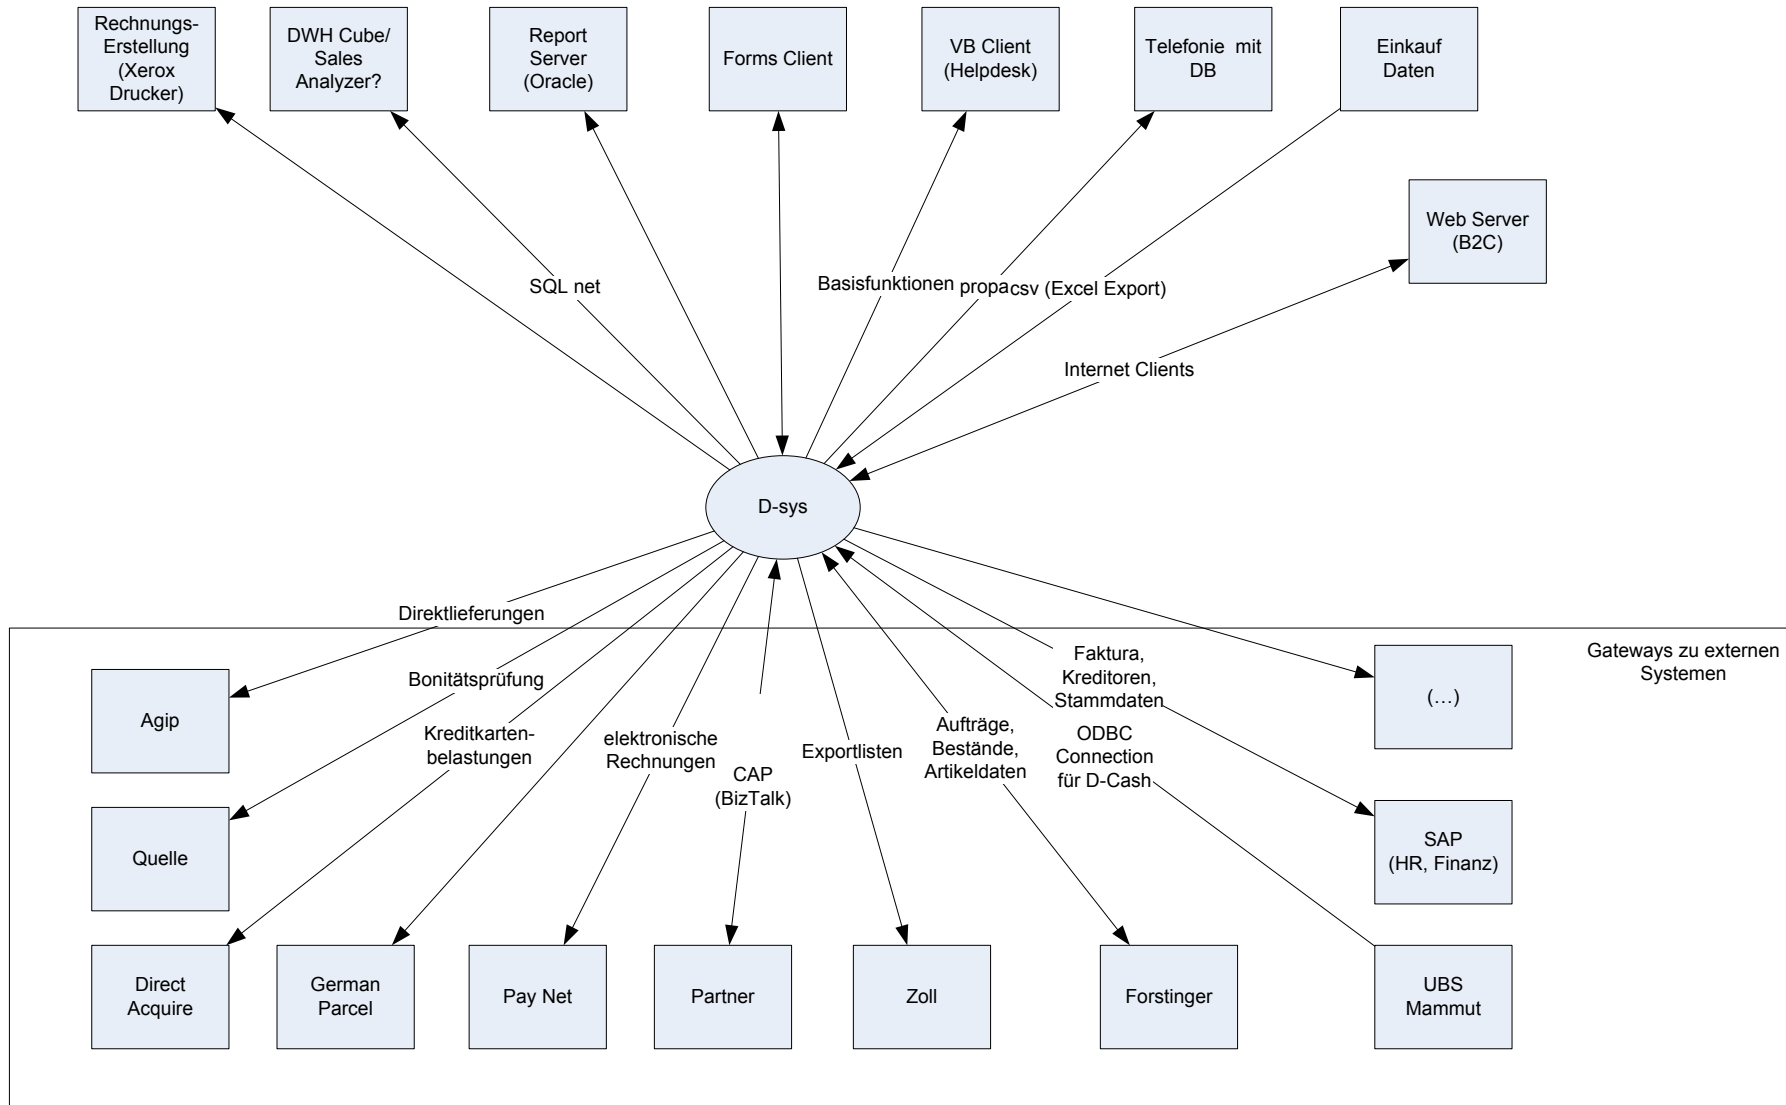 Rechnungs-
Erstellung
(Xerox
Drucker)
DWH Cube/
Sales
Analyzer?
Report
Server
(Oracle)
Forms Client
VB Client
(Helpdesk)
Telefonie  mit
DB
Einkauf
Daten
Web Server
(B2C)
SQL net
Basisfunktionen
propa
csv (Excel Export)
Internet Clients
D-sys
Direktlieferungen
Gateways zu externen
Systemen
Bonitätsprüfung
Kreditkarten-
belastungen
elektronische
Rechnungen
CAP
(BizTalk)
Exportlisten
Aufträge,
Bestände,
Artikeldaten
Faktura,
Kreditoren,
Stammdaten
ODBC
Connection
für D-Cash
(…)
Agip
Quelle
SAP
(HR, Finanz)
Direct
Acquire
German
Parcel
Pay Net
Partner
Zoll
Forstinger
UBS
Mammut